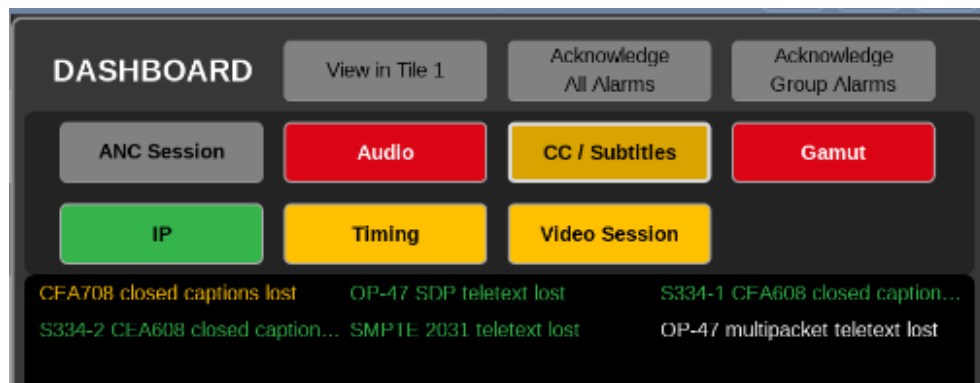 DASHBOARD
View in Tile 1
Acknowledge
All Alarms
Acknowledge
Group Alarms
ANC Session
Audio
CC / Subtitles
Gamut
IP
Timing
Video Session
CEA708 closed captions lost
OP-47 SDP teletext lost
S334-1 CEA608 closed caption...
S334-2 CEA608 closed caption...
SMPTE 2031 teletext lost
OP-47 multipacket teletext lost